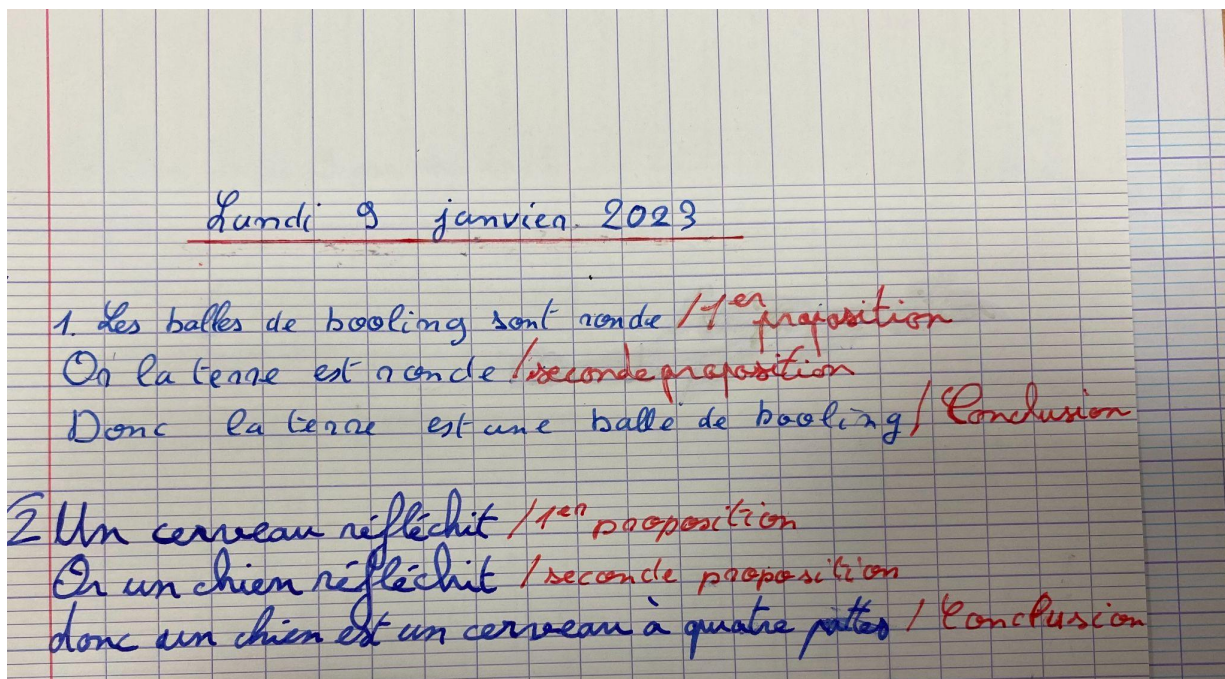 Lundi 9 janvier 2023
1. Les balles de booling sont ronde / 1er proposition
Or la terre est ronde / seconde proposition
Donc la terre est une balle de booling / Conclusion
2 Un cerveau réfléchit / 1er proposition
Or un chien réfléchit / seconde proposition
donc un chien est un cerveau à quatre pattes / Conclusion